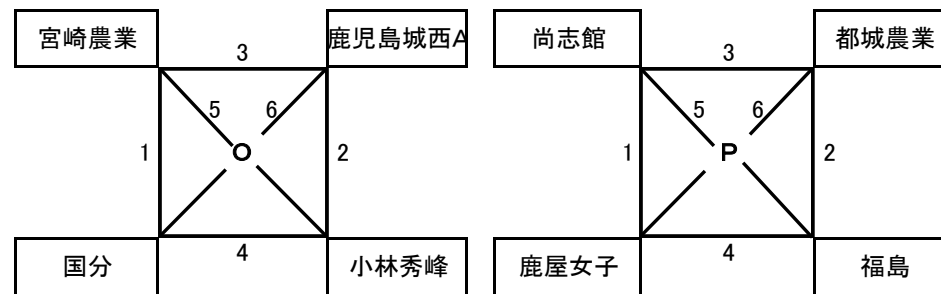 宮崎農業 鹿児島城西A 尚志館 都城農業
3 3
5 6 5 6
1 O 2 1 P 2
4 4
国分 小林秀峰 鹿屋女子 福島